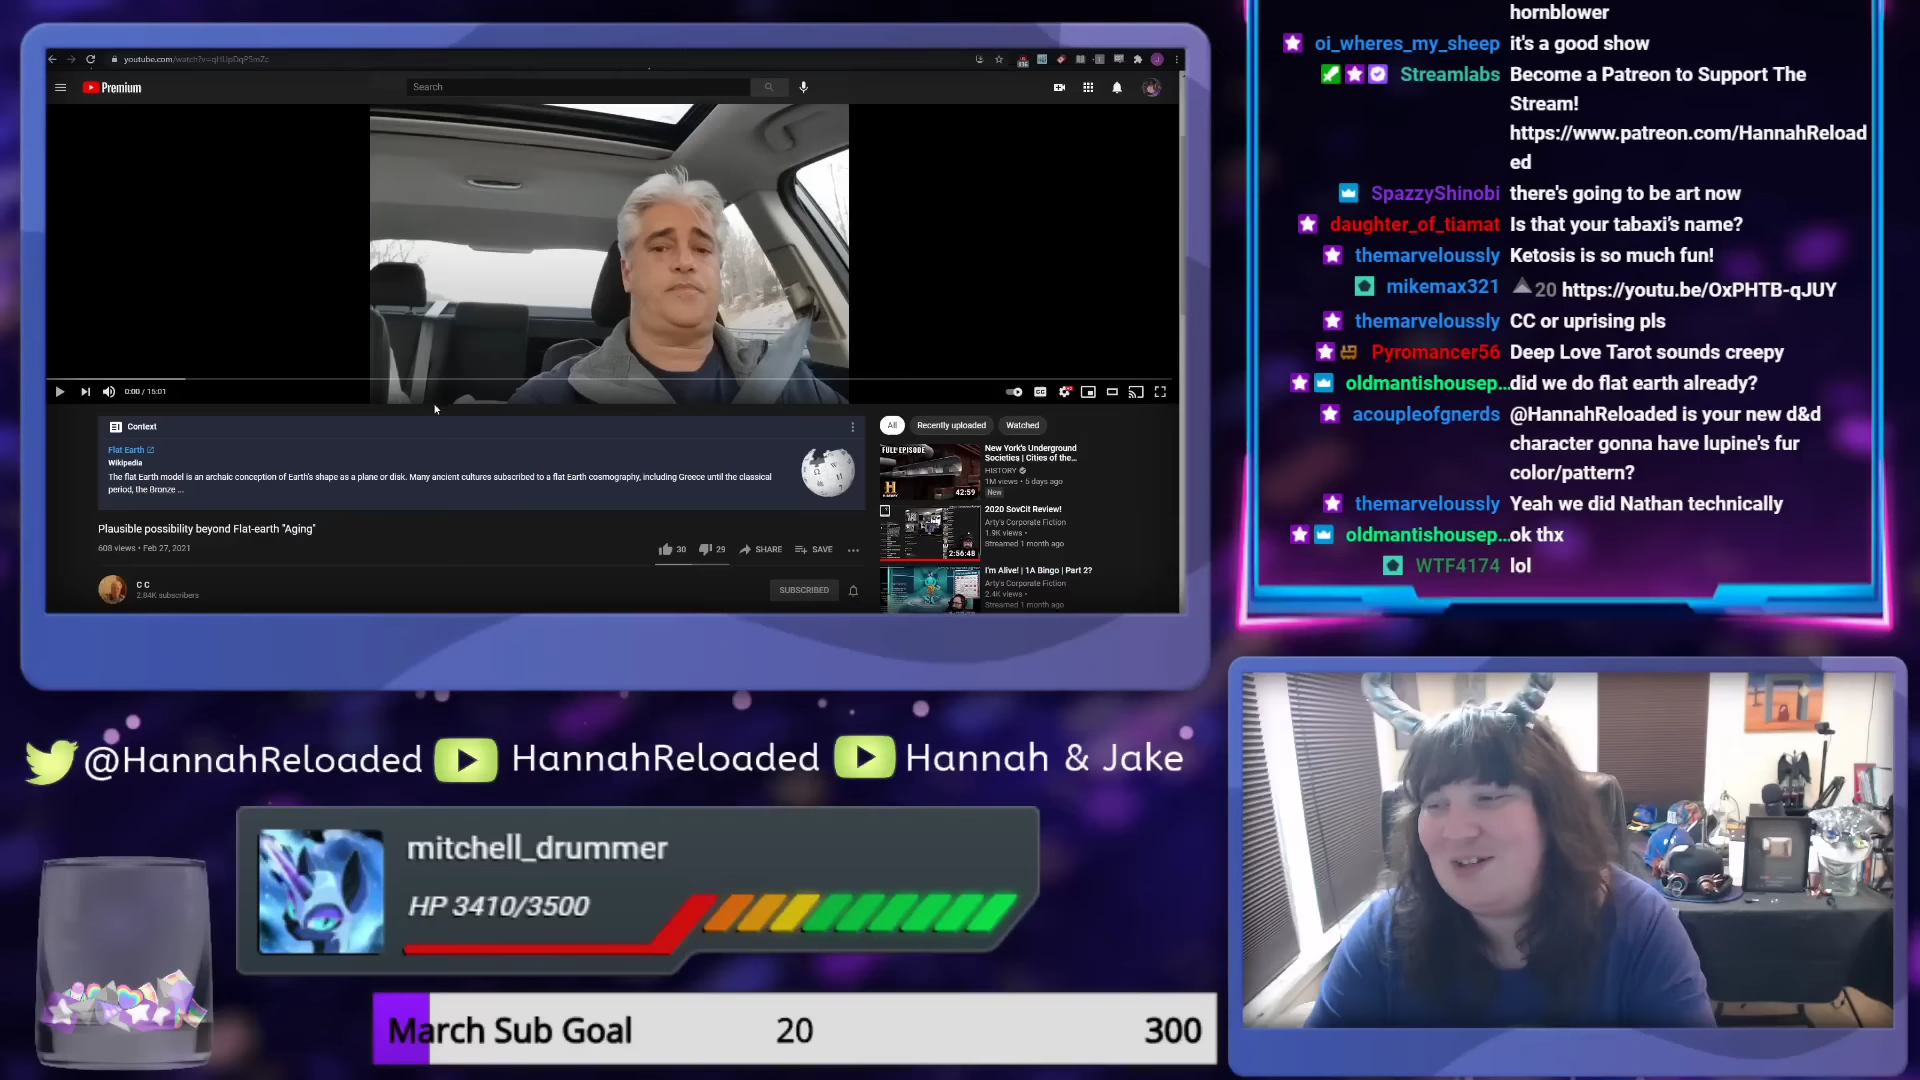 youtube.com/watch?v=qHUpDqP5mZc
Premium
Search
0:00 / 15:01
CC
Context
Flat Earth
Wikipedia
The flat Earth model is an archaic conception of Earth's shape as a plane or disk. Many ancient cultures subscribed to a flat Earth cosmography, including Greece until the classical
period, the Bronze ...
Plausible possibility beyond Flat-earth "Aging"
608 views • Feb 27, 2021
30
29
SHARE
SAVE
C C
2.84K subscribers
SUBSCRIBED
All
Recently uploaded
Watched
FULL EPISODE
H
42:59
New York's Underground
Societies | Cities of the...
HISTORY
1M views • 5 days ago
New
2:56:48
2020 SovCit Review!
Arty's Corporate Fiction
1.9K views •
Streamed 1 month ago
I'm Alive! | 1A Bingo | Part 2?
Arty's Corporate Fiction
2.4K views •
Streamed 1 month ago
hornblower
oi_wheres_my_sheep it's a good show
Streamlabs Become a Patreon to Support The
Stream!
https://www.patreon.com/HannahReload
ed
SpazzyShinobi there's going to be art now
daughter_of_tiamat Is that your tabaxi's name?
themarveloussly Ketosis is so much fun!
mikemax321 20 https://youtu.be/OxPHTB-qJUY
themarveloussly CC or uprising pls
Pyromancer56 Deep Love Tarot sounds creepy
oldmantishousep... did we do flat earth already?
acoupleofgnerds @HannahReloaded is your new d&d
character gonna have lupine's fur
color/pattern?
themarveloussly Yeah we did Nathan technically
oldmantishousep... ok thx
WTF4174 lol
@HannahReloaded HannahReloaded Hannah & Jake
mitchell_drummer
HP 3410/3500
March Sub Goal 20 300